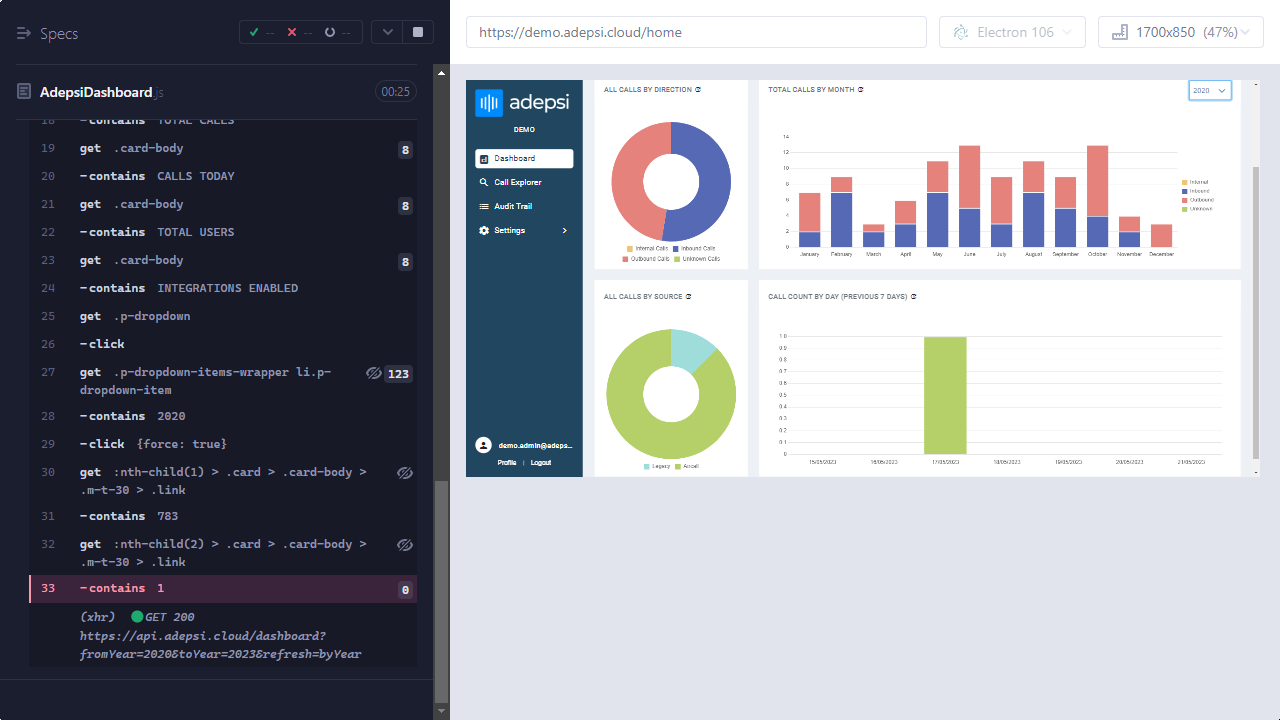 Specs
-- -- --
AdepsiDashboard.js
00:25
18 -contains TOTAL CALLS
19 get .card-body 8
20 -contains CALLS TODAY
21 get .card-body 8
22 -contains TOTAL USERS
23 get .card-body 8
24 -contains INTEGRATIONS ENABLED
25 get .p-dropdown
26 -click
27 get .p-dropdown-items-wrapper li.p-
dropdown-item 123
28 -contains 2020
29 -click {force: true}
30 get :nth-child(1) > .card > .card-body >
.m-t-30 > .link
31 -contains 783
32 get :nth-child(2) > .card > .card-body >
.m-t-30 > .link
33 -contains 1 0
(xhr) GET 200
https://api.adepsi.cloud/dashboard?
fromYear=2020&toYear=2023&refresh=byYear
https://demo.adepsi.cloud/home
Electron 106
1700x850 (47%)
adepsi
DEMO
Dashboard
Call Explorer
Audit Trail
Settings
demo.admin@adeps...
Profile | Logout
ALL CALLS BY DIRECTION
Internal Calls Inbound Calls
Outbound Calls Unknown Calls
TOTAL CALLS BY MONTH
2020
14
12
10
8
6
4
2
0
January February March April May June July August September October November December
Internal
Inbound
Outbound
Unknown
ALL CALLS BY SOURCE
Legacy Aircall
CALL COUNT BY DAY (PREVIOUS 7 DAYS)
1.0
0.9
0.8
0.7
0.6
0.5
0.4
0.3
0.2
0.1
0
15/05/2023 16/05/2023 17/05/2023 18/05/2023 19/05/2023 20/05/2023 21/05/2023